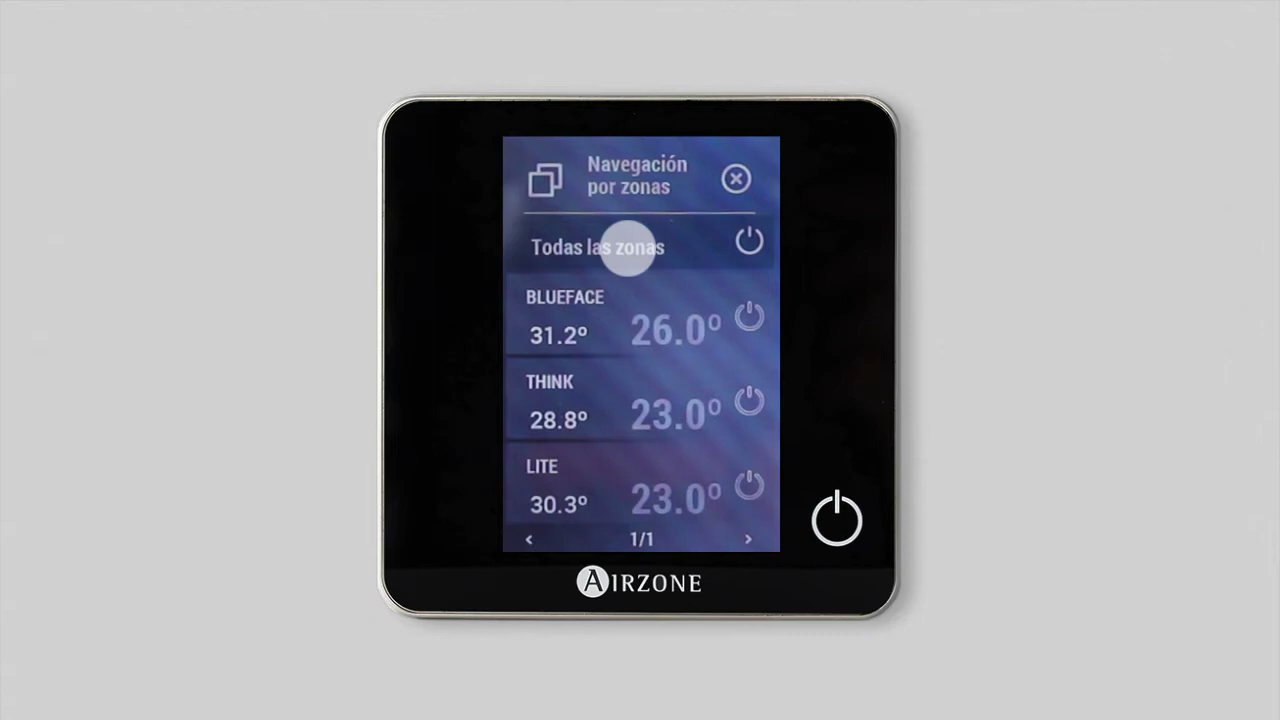 Navegación
por zonas
Todas las zonas
BLUEFACE
31.2º 26.0º
THINK
28.8º 23.0º
LITE
30.3º 23.0º
‹ 1/1 ›
AIRZONE